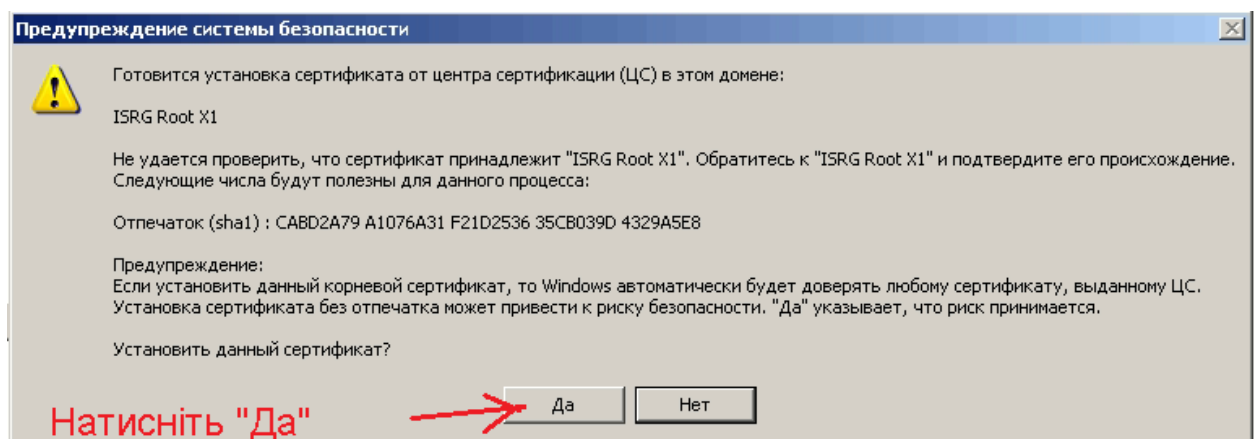 Предупреждение системы безопасности
Готовится установка сертификата от центра сертификации (ЦС) в этом домене:
ISRG Root X1
Не удается проверить, что сертификат принадлежит "ISRG Root X1". Обратитесь к "ISRG Root X1" и подтвердите его происхождение.
Следующие числа будут полезны для данного процесса:
Отпечаток (sha1) : CABD2A79 A1076A31 F21D2536 35CB039D 4329A5E8
Предупреждение:
Если установить данный корневой сертификат, то Windows автоматически будет доверять любому сертификату, выданному ЦС.
Установка сертификата без отпечатка может привести к риску безопасности. "Да" указывает, что риск принимается.
Установить данный сертификат?
Да
Нет
Натисніть "Да"